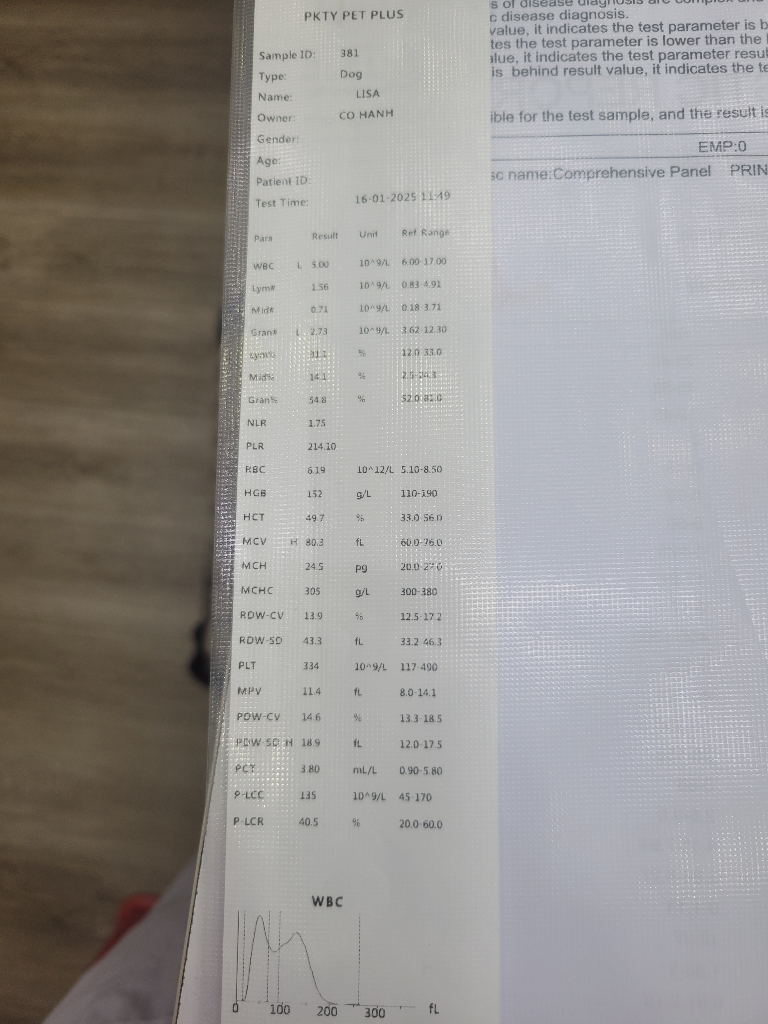 PKTY PET PLUS
Sample ID: 381
Type: Dog
Name: LISA
Owner: CO HANH
Gender:
Age:
Patient ID:
Test Time: 16-01-2025 11:49
Para Result Unit Ref. Range
WBC L 5.00 10^9/L 6.00-17.00
Lym# 1.56 10^9/L 0.83-4.91
Mid# 0.71 10^9/L 0.18-3.71
Gran# L 2.73 10^9/L 3.62-12.30
Lym% 31.1 % 12.0-33.0
Mid% 14.1 %
Gran% 54.8 % 52.0-81.0
NLR 1.75
PLR 214.10
RBC 6.19 10^12/L 5.10-8.50
HGB 152 g/L 110-190
HCT 49.7 % 33.0-56.0
MCV H 80.3 fL 60.0-76.0
MCH 24.5 pg
MCHC 305 g/L 300-380
RDW-CV 13.9 % 12.5-17.2
RDW-SD 43.3 fL 33.2-46.3
PLT 334 10^9/L 117-490
MPV 11.4 fL 8.0-14.1
PDW-CV 14.6 % 13.3-18.5
PDW-SD H 18.9 fL 12.0-17.5
PCT 3.80 mL/L 0.90-5.80
P-LCC 135 10^9/L 45-170
P-LCR 40.5 % 20.0-60.0
WBC
0 100 200 300 fL
s of disease diagnosis are complex and
c disease diagnosis.
value, it indicates the test parameter is b
tes the test parameter is lower than the
alue, it indicates the test parameter resul
is behind result value, it indicates the te
ible for the test sample, and the result is
EMP:0
sc name:Comprehensive Panel PRIN